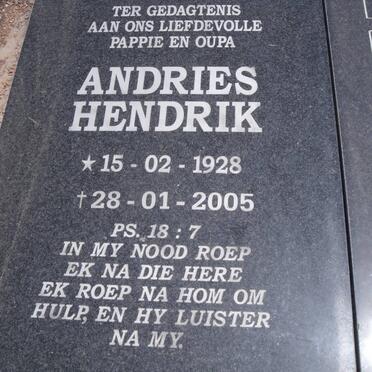 TER GEDAGTENIS
AAN ONS LIEFDEVOLLE
PAPPIE EN OUPA
ANDRIES
HENDRIK
★ 15 - 02 - 1928
† 28 - 01 - 2005
PS. 18 : 7
IN MY NOOD ROEP
EK NA DIE HERE
EK ROEP NA HOM OM
HULP, EN HY LUISTER
NA MY.